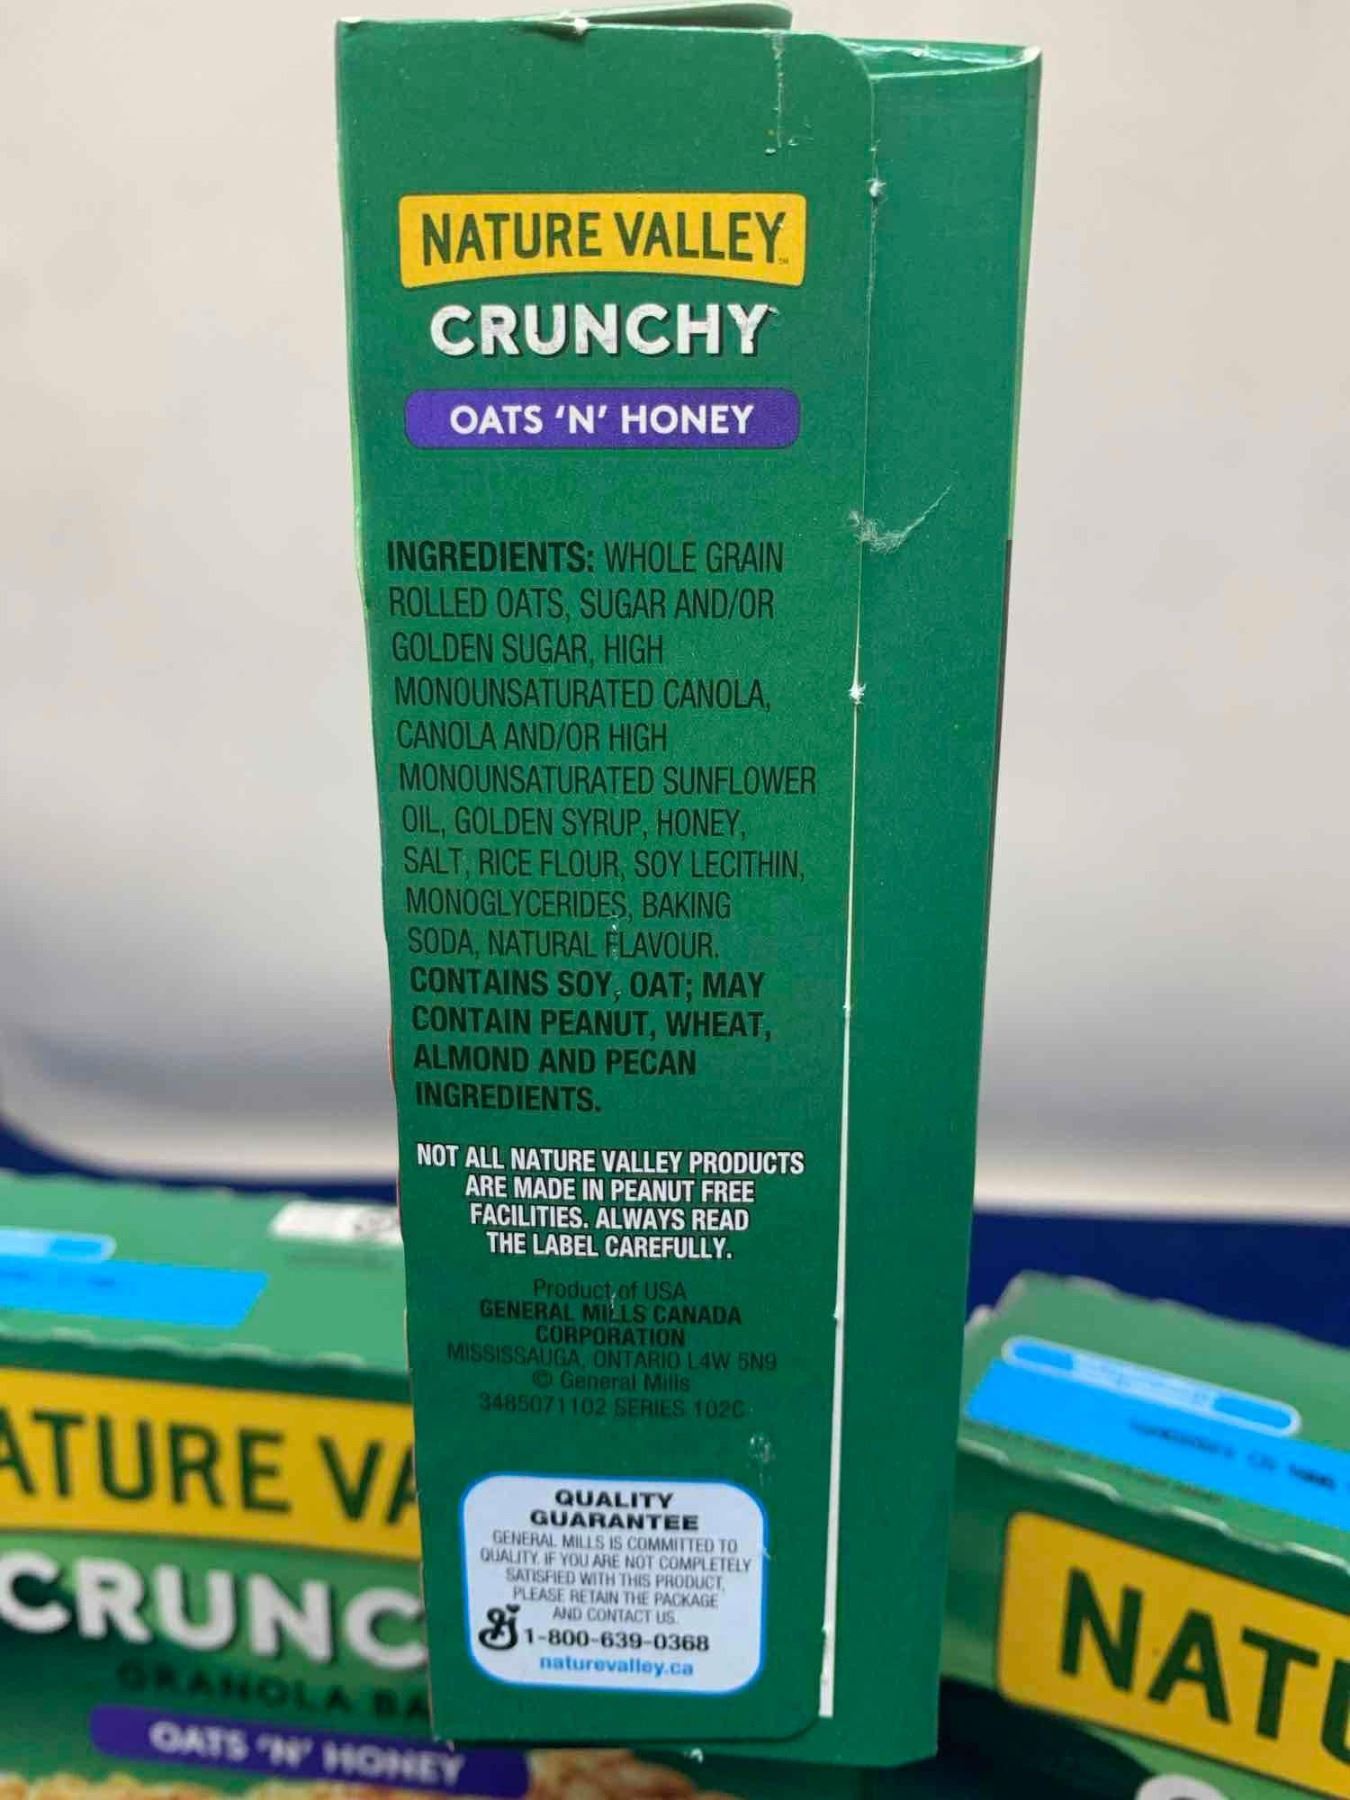 NATURE VALLEY
CRUNCHY
OATS 'N' HONEY
INGREDIENTS: WHOLE GRAIN
ROLLED OATS, SUGAR AND/OR
GOLDEN SUGAR, HIGH
MONOUNSATURATED CANOLA,
CANOLA AND/OR HIGH
MONOUNSATURATED SUNFLOWER
OIL, GOLDEN SYRUP, HONEY,
SALT, RICE FLOUR, SOY LECITHIN,
MONOGLYCERIDES, BAKING
SODA, NATURAL FLAVOUR.
CONTAINS SOY, OAT; MAY
CONTAIN PEANUT, WHEAT,
ALMOND AND PECAN
INGREDIENTS.
NOT ALL NATURE VALLEY PRODUCTS
ARE MADE IN PEANUT FREE
FACILITIES. ALWAYS READ
THE LABEL CAREFULLY.
Product of USA
GENERAL MILLS CANADA
CORPORATION
MISSISSAUGA, ONTARIO L4W 5N9
© General Mills
3485071102 SERIES 102C
QUALITY
GUARANTEE
GENERAL MILLS IS COMMITTED TO
QUALITY. IF YOU ARE NOT COMPLETELY
SATISFIED WITH THIS PRODUCT,
PLEASE RETAIN THE PACKAGE
AND CONTACT US.
1-800-639-0368
naturevalley.ca
ATURE VA
CRUNC
GRANOLA BA
OATS 'N' HONEY
NATU